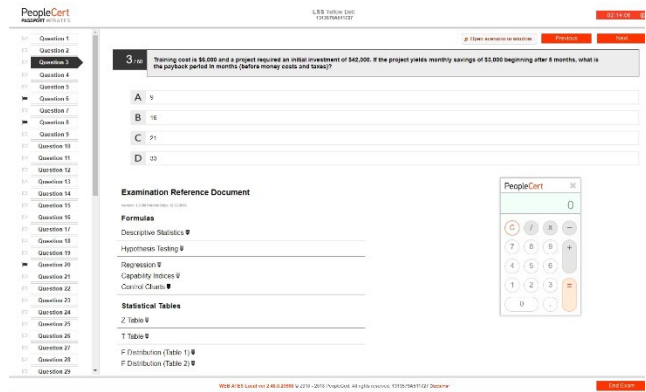 PeopleCert
LSS Yellow Belt
02:14:06
Question 1
Question 2
Question 3
Question 4
Question 5
Question 6
Question 7
Question 8
Question 9
Question 10
Question 11
Question 12
Question 13
Question 14
Question 15
Question 16
Question 17
Question 18
Question 19
Question 20
Question 21
Question 22
Question 23
Question 24
Question 25
Question 26
Question 27
Question 28
Question 29
Open scenario in window
Previous
Next
3 / 60
Training cost is $6,000 and a project required an initial investment of $42,000. If the project yields monthly savings of $3,000 beginning after 5 months, what is
the payback period in months (before money costs and taxes)?
A 9
B 16
C 21
D 33
Examination Reference Document
Formulas
Descriptive Statistics
Hypothesis Testing
Regression
Capability Indices
Control Charts
Statistical Tables
Z Table
T Table
F Distribution (Table 1)
F Distribution (Table 2)
PeopleCert
0
C / x −
7 8 9 +
4 5 6
1 2 3 =
0 .
End Exam